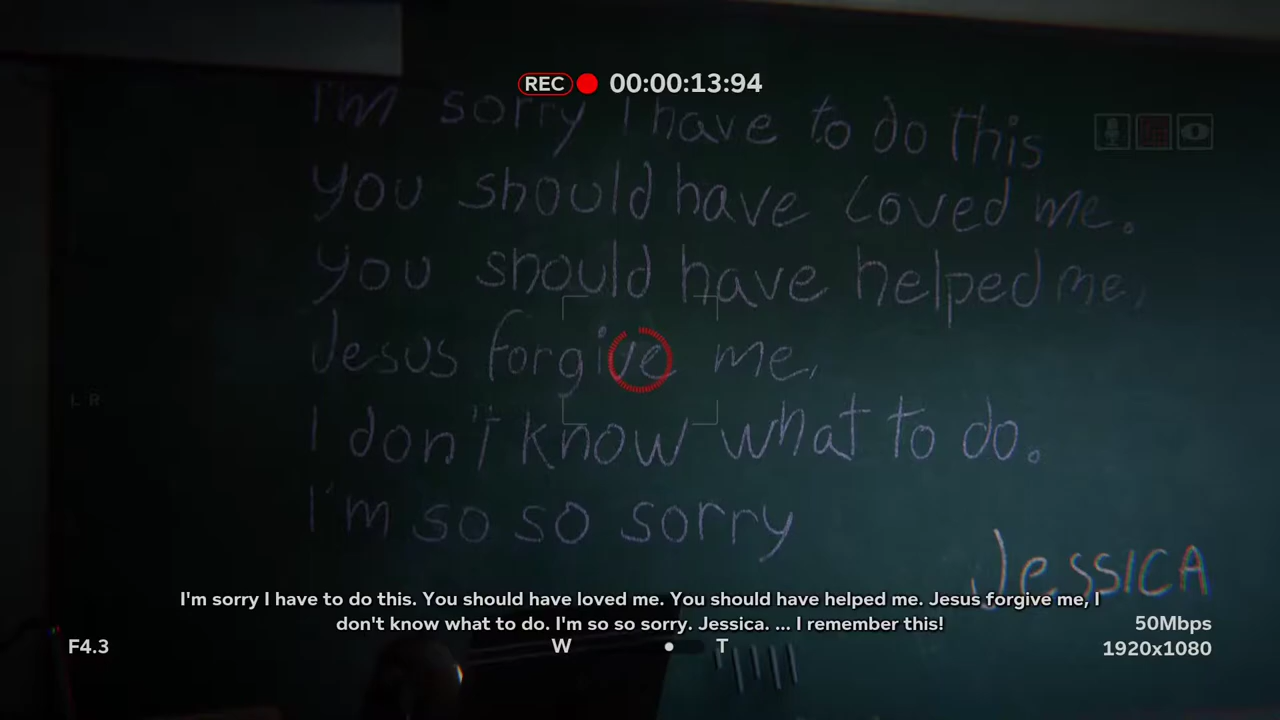 REC 00:00:13:94
I'm sorry I have to do this
You should have loved me.
You should have helped me,
Jesus forgive me,
I don't know what to do.
L R
I'm so so sorry
Jessica
I'm sorry I have to do this. You should have loved me. You should have helped me. Jesus forgive me, I
don't know what to do. I'm so so sorry. Jessica. ... I remember this!
50Mbps
F4.3 W T 1920x1080